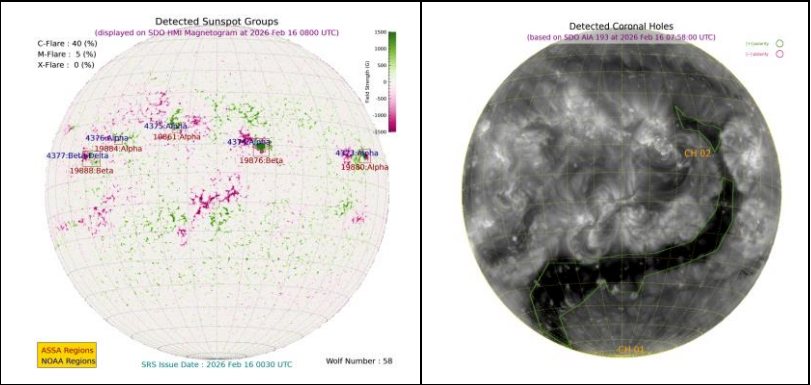 Detected Sunspot Groups
(displayed on SDO HMI Magnetogram at 2026 Feb 16 0800 UTC)
C-Flare : 40 (%)
M-Flare : 5 (%)
X-Flare : 0 (%)
1500
1000
500
0
-500
-1000
-1500
Field Strength (G)
4375:Alpha
10861:Alpha
4376:Alpha
19884:Alpha
4377:Beta-Delta
19888:Beta
19876:Beta
19880:Alpha
ASSA Regions
NOAA Regions
SRS Issue Date : 2026 Feb 16 0030 UTC
Wolf Number : 58
Detected Coronal Holes
(based on SDO AIA 193 at 2026 Feb 16 07:58:00 UTC)
(+)polarity
(-)polarity
CH 02
CH 01